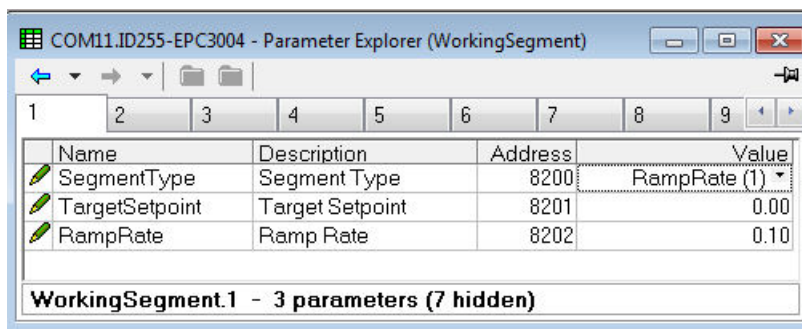 COM11.ID255-EPC3004 - Parameter Explorer (WorkingSegment)
1 2 3 4 5 6 7 8 9
Name Description Address Value
SegmentType Segment Type 8200 RampRate (1)
TargetSetpoint Target Setpoint 8201 0.00
RampRate Ramp Rate 8202 0.10
WorkingSegment.1 - 3 parameters (7 hidden)